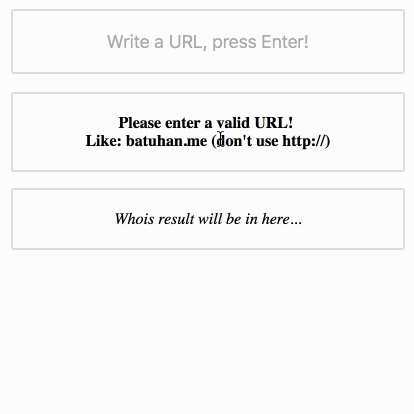 Write a URL, press Enter!
Please enter a valid URL!
Like: batuhan.me (don't use http://)
Whois result will be in here...